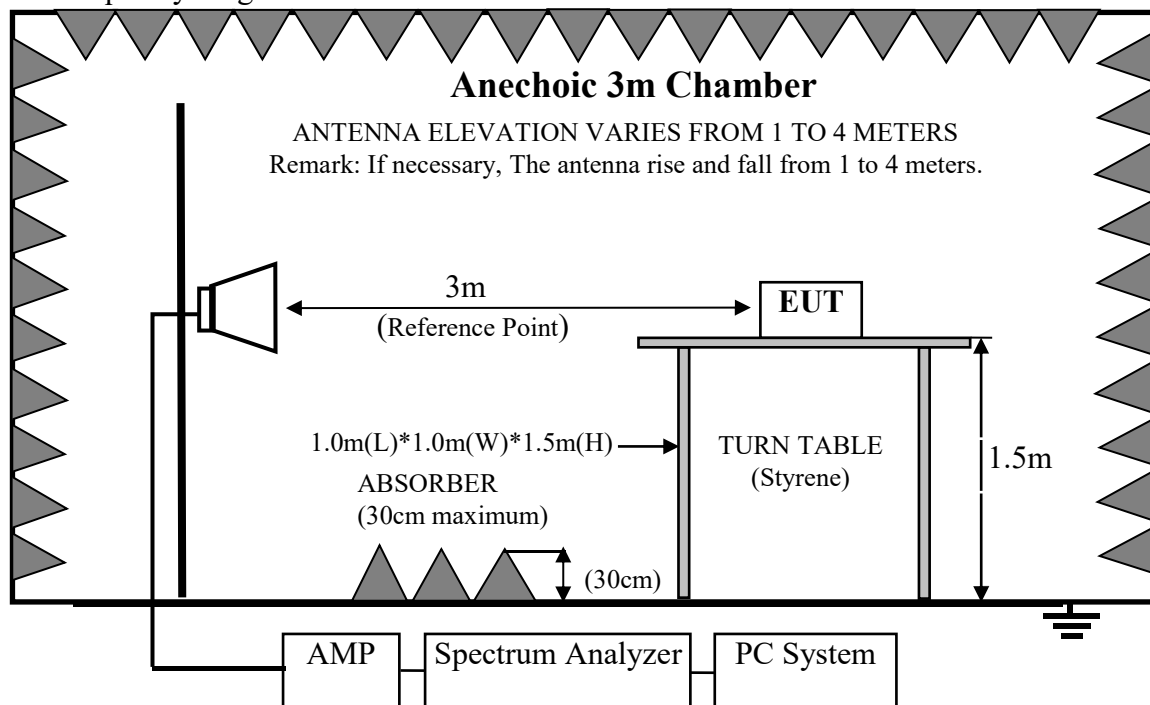 Anechoic 3m Chamber
ANTENNA ELEVATION VARIES FROM 1 TO 4 METERS
Remark: If necessary, The antenna rise and fall from 1 to 4 meters.
3m
(Reference Point)
EUT
1.0m(L)*1.0m(W)*1.5m(H)
TURN TABLE
(Styrene)
1.5m
ABSORBER
(30cm maximum)
(30cm)
AMP
Spectrum Analyzer
PC System